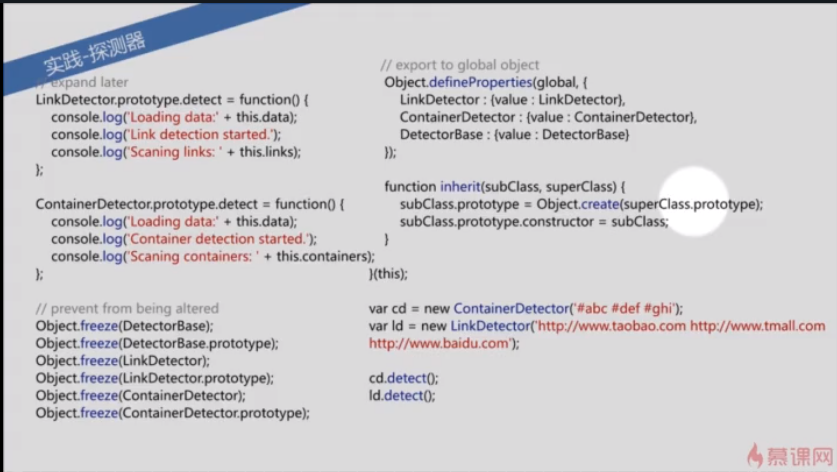 实践-探测器
// expand later
LinkDetector.prototype.detect = function() {
console.log('Loading data:' + this.data);
console.log('Link detection started.');
console.log('Scaning links: ' + this.links);
};
ContainerDetector.prototype.detect = function() {
console.log('Loading data:' + this.data);
console.log('Container detection started.');
console.log('Scaning containers: ' + this.containers);
};
// prevent from being altered
Object.freeze(DetectorBase);
Object.freeze(DetectorBase.prototype);
Object.freeze(LinkDetector);
Object.freeze(LinkDetector.prototype);
Object.freeze(ContainerDetector);
Object.freeze(ContainerDetector.prototype);
// export to global object
Object.defineProperties(global, {
LinkDetector : {value : LinkDetector},
ContainerDetector : {value : ContainerDetector},
DetectorBase : {value : DetectorBase}
});
function inherit(subClass, superClass) {
subClass.prototype = Object.create(superClass.prototype);
subClass.prototype.constructor = subClass;
}
}(this);
var cd = new ContainerDetector('#abc #def #ghi');
var ld = new LinkDetector('http://www.taobao.com http://www.tmall.com
http://www.baidu.com');
cd.detect();
ld.detect();
慕课网